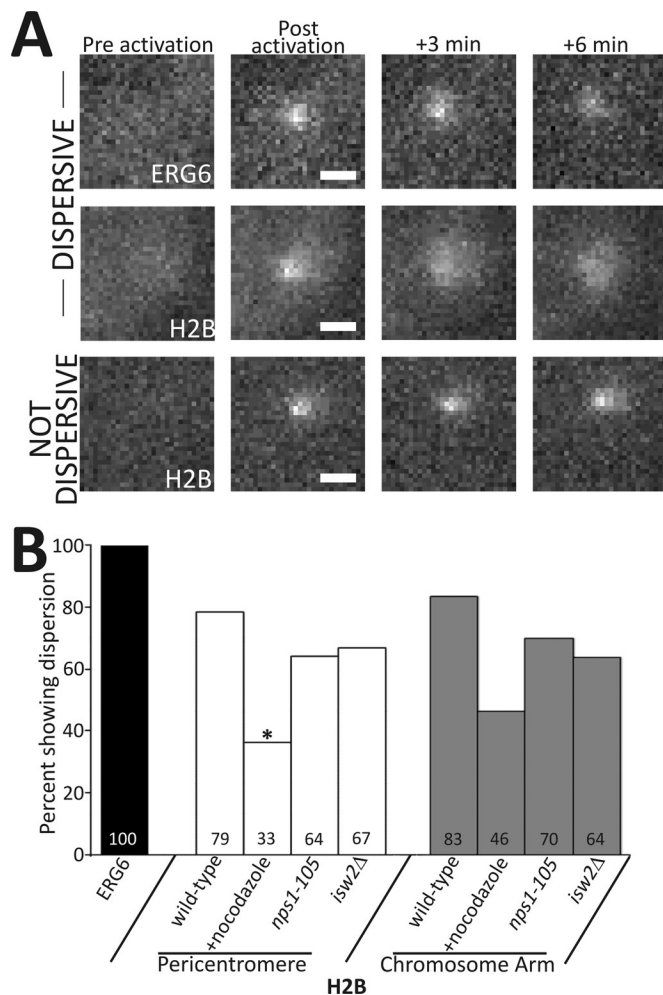 A
Pre activation
Post activation
+3 min
+6 min
DISPERSIVE
ERG6
H2B
NOT DISPERSIVE
H2B
B
Percent showing dispersion
100
80
60
40
20
0
*
100
79
33
64
67
83
46
70
64
ERG6
wild-type
+nocodazole
nps1-105
isw2Δ
wild-type
+nocodazole
nps1-105
isw2Δ
Pericentromere
Chromosome Arm
H2B